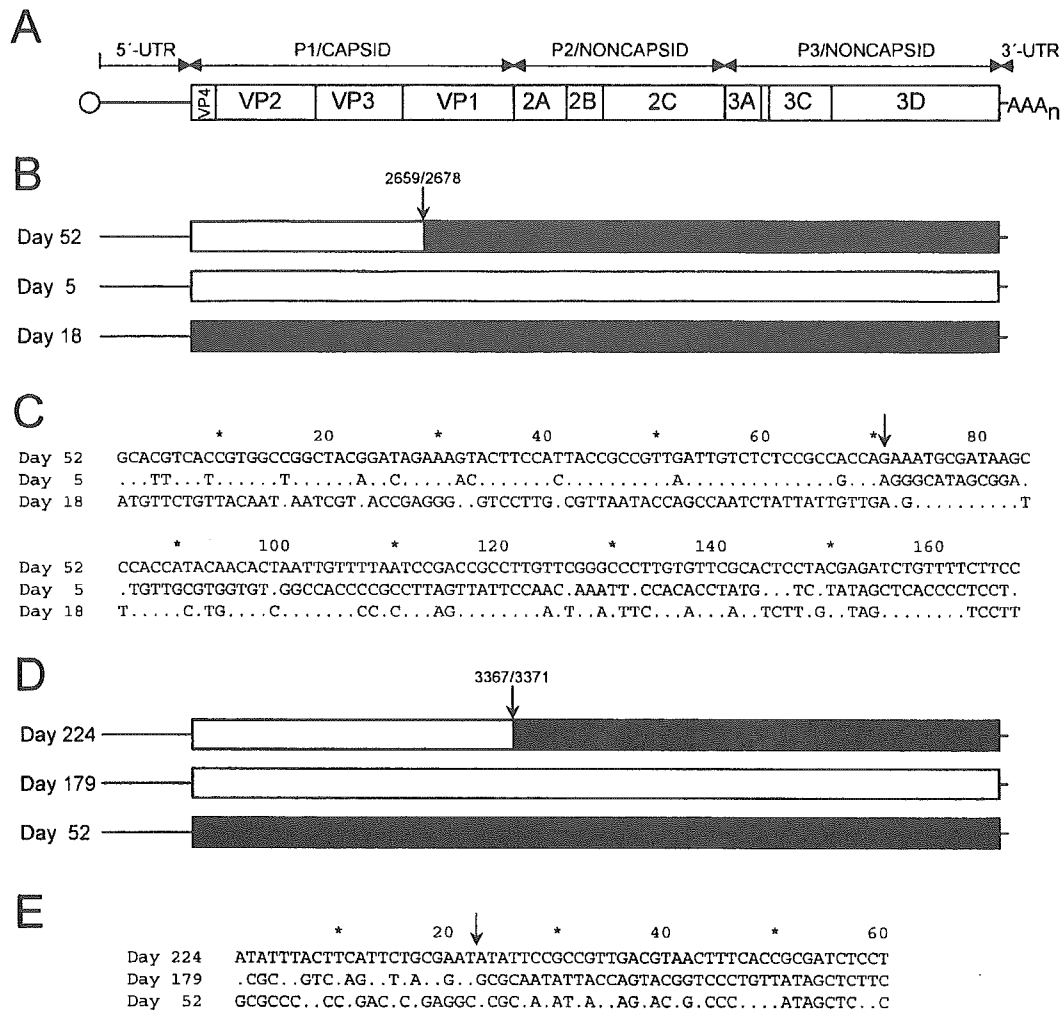 A
5´-UTR P1/CAPSID P2/NONCAPSID P3/NONCAPSID 3´-UTR
VP4 VP2 VP3 VP1 2A 2B 2C 3A 3C 3D AAAn
B
2659/2678
Day 52
Day 5
Day 18
C
* 20 * 40 * 60 * 80
Day 52 GCACGTCACCGTGGCCGGCTACGGATAGAAAGTACTTCCATTACCGCCGTTGATTGTCTCTCCGCCACCAGAAATGCGATAAGC
Day 5 ...TT...T......T......A..C.....AC.......C..........A..............G...AGGGCATAGCGGA.
Day 18 ATGTTCTGTTACAAT.AATCGT.ACCGAGGG..GTCCTTG.CGTTAATACCAGCCAATCTATTATTGTTGA.G..........T
* 100 * 120 * 140 * 160
Day 52 CCACCATACAACACTAATTGTTTTAATCCGACCGCCTTGTTCGGGCCCTTGTGTTCGCACTCCTACGAGATCTGTTTTCTTCC
Day 5 .TGTTGCGTGGTGT.GGCCACCCCGCCTTAGTTATTCCAAC.AAATT.CCACACCTATG...TC.TATAGCTCACCCCTCCT.
Day 18 T.....C.TG....C......CC.C...AG........A.T..A.TTC...A...A..TCTT.G..TAG........TCCTT
D
3367/3371
Day 224
Day 179
Day 52
E
* 20 * 40 * 60
Day 224 ATATTTACTTCATTCTGCGAATATATTCCGCCGTTGACGTAACTTTCACCGCGATCTCCT
Day 179 .CGC..GTC.AG..T.A..G..GCGCAATATTACCAGTACGGTCCCTGTTATAGCTCTTC
Day 52 GCGCCC..CC.GAC.C.GAGGC.CGC.A.AT.A..AG.AC.G.CCC....ATAGCTC..C